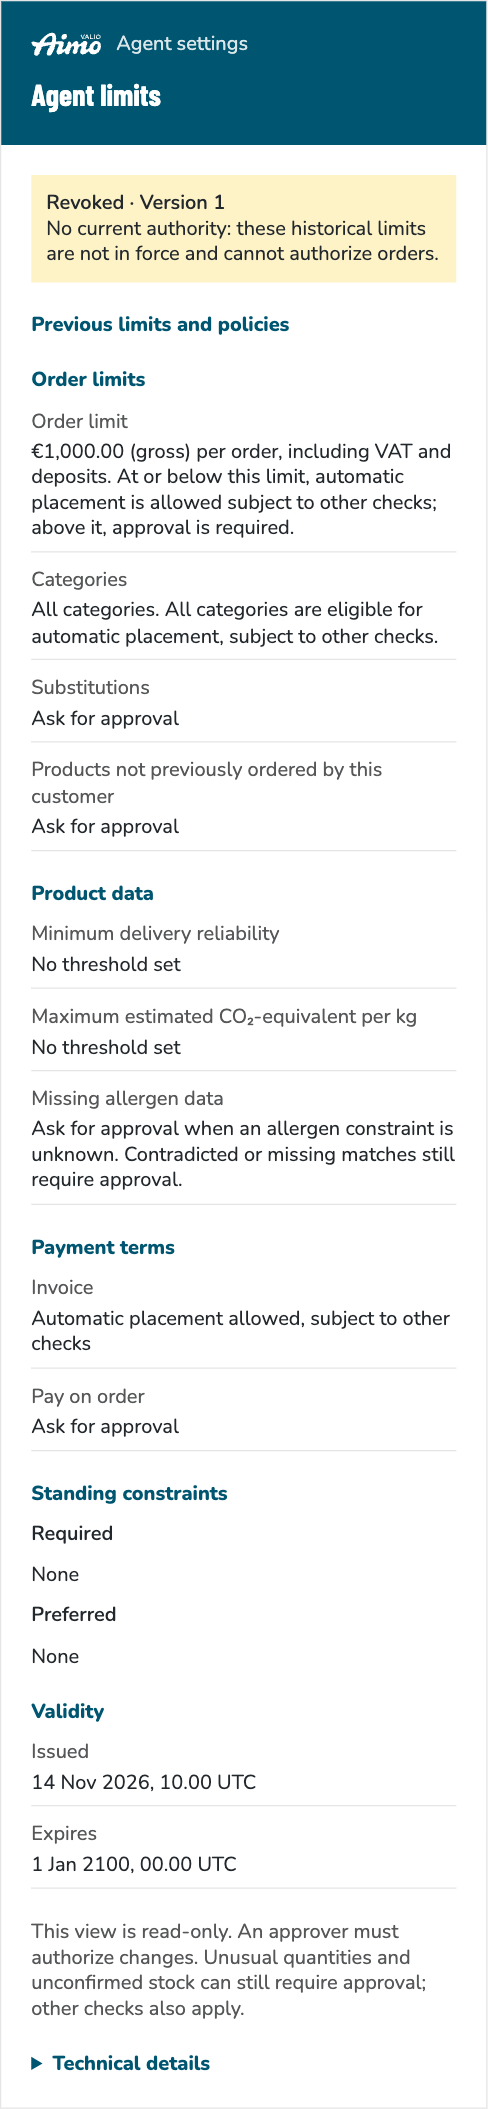 Aimo VALIO Agent settings
Agent limits
Revoked · Version 1
No current authority: these historical limits
are not in force and cannot authorize orders.
Previous limits and policies
Order limits
Order limit
€1,000.00 (gross) per order, including VAT and
deposits. At or below this limit, automatic
placement is allowed subject to other checks;
above it, approval is required.
Categories
All categories. All categories are eligible for
automatic placement, subject to other checks.
Substitutions
Ask for approval
Products not previously ordered by this
customer
Ask for approval
Product data
Minimum delivery reliability
No threshold set
Maximum estimated CO₂-equivalent per kg
No threshold set
Missing allergen data
Ask for approval when an allergen constraint is
unknown. Contradicted or missing matches still
require approval.
Payment terms
Invoice
Automatic placement allowed, subject to other
checks
Pay on order
Ask for approval
Standing constraints
Required
None
Preferred
None
Validity
Issued
14 Nov 2026, 10.00 UTC
Expires
1 Jan 2100, 00.00 UTC
This view is read-only. An approver must
authorize changes. Unusual quantities and
unconfirmed stock can still require approval;
other checks also apply.
Technical details